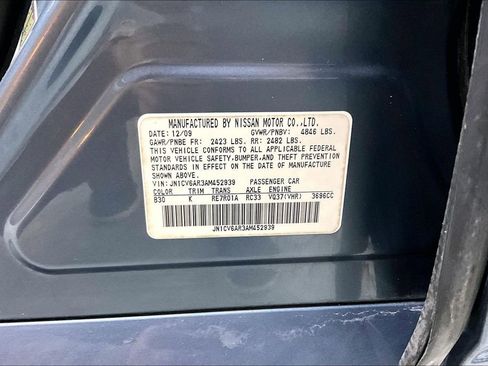 MANUFACTURED BY NISSAN MOTOR CO.,LTD.
DATE: 12/09 GVWR/PNBV: 4846 LBS.
GAWR/PNBE FR: 2423 LBS. RR: 2482 LBS.
THIS VEHICLE CONFORMS TO ALL APPLICABLE FEDERAL
MOTOR VEHICLE SAFETY,BUMPER,AND THEFT PREVENTION
STANDARDS IN EFFECT ON THE DATE OF MANUFACTURE
SHOWN ABOVE.
VIN: JN1CV6AR3AM452939 PASSENGER CAR
COLOR TRIM TRANS AXLE ENGINE
B30 K RE7R01A RC33 VQ37(VHR) 3696CC
JN1CV6AR3AM452939